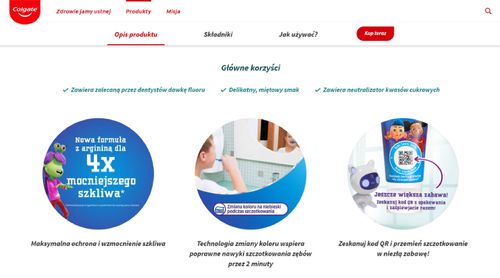 Colgate
Zdrowie jamy ustnej
Produkty
Misja
Opis produktu
Składniki
Jak używać?
Kup teraz
Główne korzyści
Zawiera zalecaną przez dentystów dawkę fluoru
Delikatny, miętowy smak
Zawiera neutralizator kwasów cukrowych
Nowa formuła
z argininą dla
4x
mocniejszego
szkliwa*
Zmiana koloru na niebieski
podczas szczotkowania
Jeszcze większa zabawa!
Zeskanuj kod QR z opakowania
Maksymalna ochrona i wzmocnienie szkliwa
Technologia zmiany koloru wspiera
poprawne nawyki szczotkowania zębów
przez 2 minuty
Zeskanuj kod QR i przemień szczotkowanie
w niezłą zabawę!